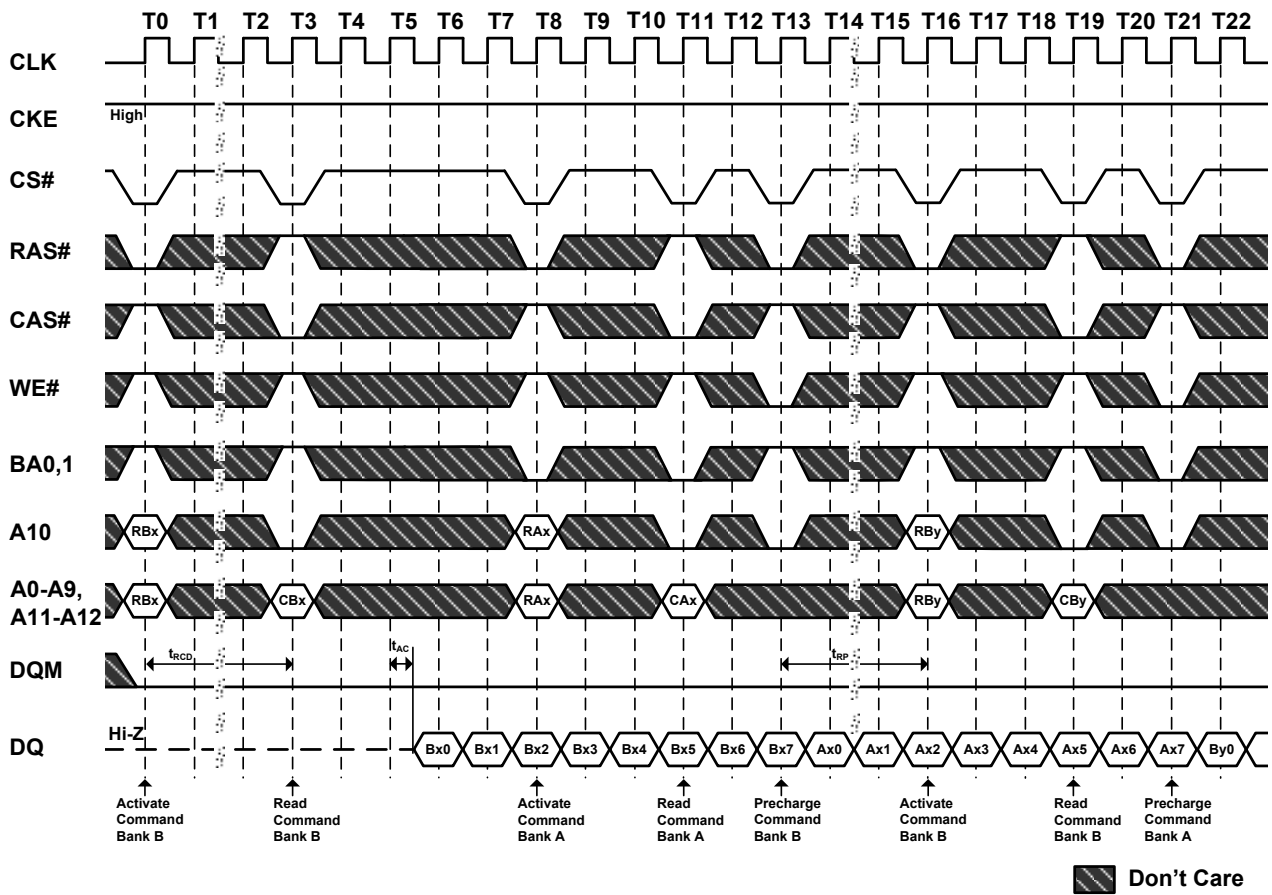 T0 T1 T2 T3 T4 T5 T6 T7 T8 T9 T10 T11 T12 T13 T14 T15 T16 T17 T18 T19 T20 T21 T22
CLK
CKE
High
CS#
RAS#
CAS#
WE#
BA0,1
A10
RBx RAx RBy
A0-A9,
A11-A12
RBx CBx RAx CAx RBy CBy
DQM
tRCD tAC tRP
DQ
Hi-Z
Bx0 Bx1 Bx2 Bx3 Bx4 Bx5 Bx6 Bx7 Ax0 Ax1 Ax2 Ax3 Ax4 Ax5 Ax6 Ax7 By0
Activate
Command
Bank B
Read
Command
Bank B
Activate
Command
Bank A
Read
Command
Bank A
Precharge
Command
Bank B
Activate
Command
Bank B
Read
Command
Bank B
Precharge
Command
Bank A
Don't Care